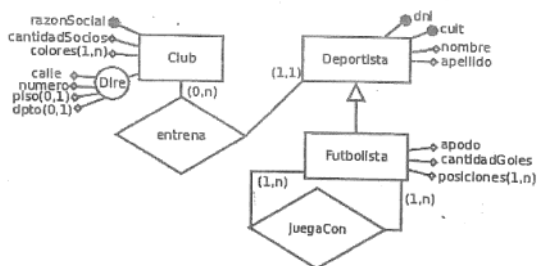 razonSocial
cantidadSocios
colores(1,n)
Club
calle
numero
piso(0,1)
dpto(0,1)
Dire
(0,n)
entrena
(1,1)
dni
cuit
Deportista
nombre
apellido
Futbolista
apodo
cantidadGoles
posiciones(1,n)
(1,n)
(1,n)
JuegaCon